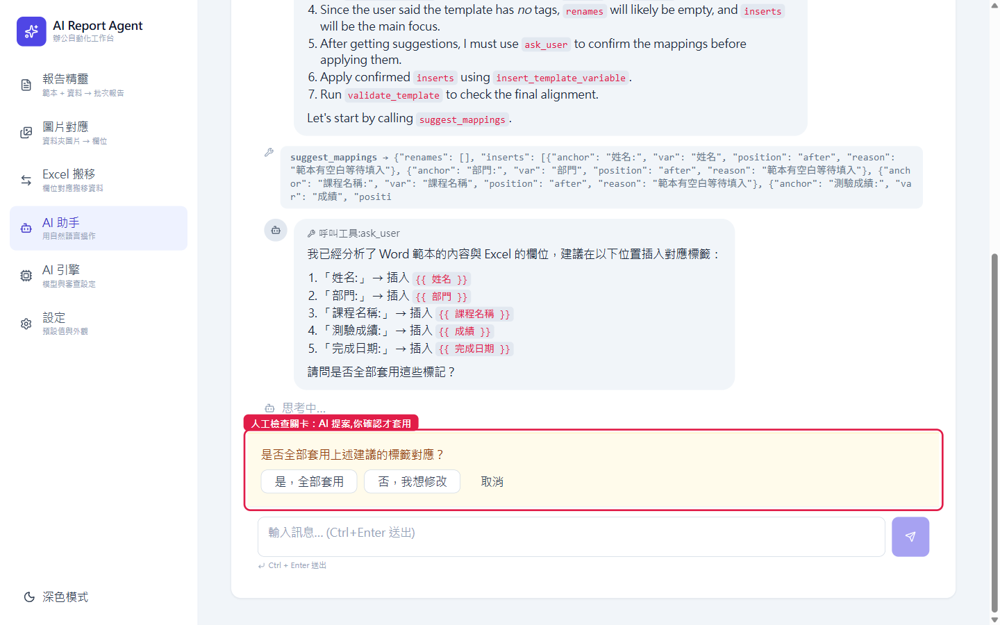 AI Report Agent
辦公自動化工作台
報告精靈
範本 + 資料 → 批次報告
圖片對應
資料夾圖片 → 欄位
Excel 搬移
欄位對應搬移資料
AI 助手
用自然語言操作
AI 引擎
模型與審查設定
設定
預設值與外觀
深色模式
4. Since the user said the template has no tags, renames will likely be empty, and inserts
will be the main focus.
5. After getting suggestions, I must use ask_user to confirm the mappings before
applying them.
6. Apply confirmed inserts using insert_template_variable.
7. Run validate_template to check the final alignment.
Let's start by calling suggest_mappings.
suggest_mappings → {"renames": [], "inserts": [{"anchor": "姓名:", "var": "姓名", "position": "after", "reason":
"範本有空白等待填入"}, {"anchor": "部門:", "var": "部門", "position": "after", "reason": "範本有空白等待填入"}, {"anch
or": "課程名稱:", "var": "課程名稱", "position": "after", "reason": "範本有空白等待填入"}, {"anchor": "測驗成績:", "va
r": "成績", "positi
呼叫工具:ask_user
我已經分析了 Word 範本的內容與 Excel 的欄位，建議在以下位置插入對應標籤：
1. 「姓名:」 → 插入 {{ 姓名 }}
2. 「部門:」 → 插入 {{ 部門 }}
3. 「課程名稱:」 → 插入 {{ 課程名稱 }}
4. 「測驗成績:」 → 插入 {{ 成績 }}
5. 「完成日期:」 → 插入 {{ 完成日期 }}
請問是否全部套用這些標記？
思考中...
人工檢查關卡：AI 提案,你確認才套用
是否全部套用上述建議的標籤對應？
是，全部套用
否，我想修改
取消
輸入訊息... (Ctrl+Enter 送出)
↵ Ctrl + Enter 送出